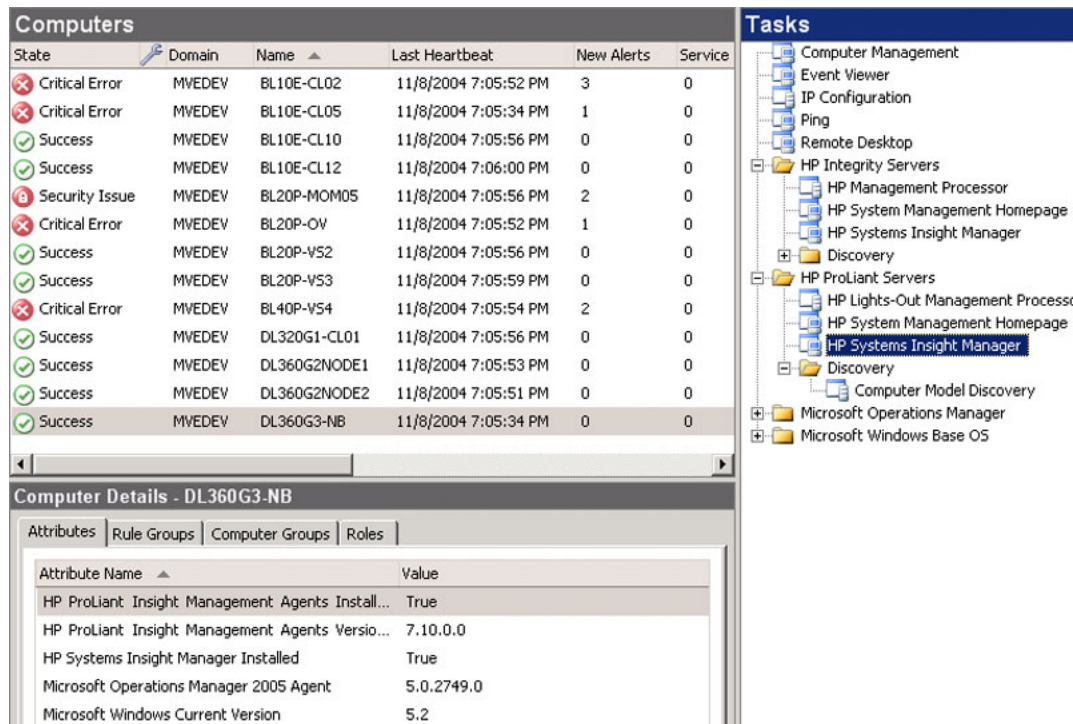 Computers
State Domain Name Last Heartbeat New Alerts Service
Critical Error MVEDEV BL10E-CL02 11/8/2004 7:05:52 PM 3 0
Critical Error MVEDEV BL10E-CL05 11/8/2004 7:05:34 PM 1 0
Success MVEDEV BL10E-CL10 11/8/2004 7:05:56 PM 0 0
Success MVEDEV BL10E-CL12 11/8/2004 7:06:00 PM 0 0
Security Issue MVEDEV BL20P-MOM05 11/8/2004 7:05:56 PM 2 0
Critical Error MVEDEV BL20P-OV 11/8/2004 7:05:52 PM 1 0
Success MVEDEV BL20P-VS2 11/8/2004 7:05:56 PM 0 0
Success MVEDEV BL20P-VS3 11/8/2004 7:05:59 PM 0 0
Critical Error MVEDEV BL40P-VS4 11/8/2004 7:05:54 PM 2 0
Success MVEDEV DL320G1-CL01 11/8/2004 7:05:56 PM 0 0
Success MVEDEV DL360G2NODE1 11/8/2004 7:05:53 PM 0 0
Success MVEDEV DL360G2NODE2 11/8/2004 7:05:51 PM 0 0
Success MVEDEV DL360G3-NB 11/8/2004 7:05:34 PM 0 0
Computer Details - DL360G3-NB
Attributes Rule Groups Computer Groups Roles
Attribute Name Value
HP ProLiant Insight Management Agents Install... True
HP ProLiant Insight Management Agents Versio... 7.10.0.0
HP Systems Insight Manager Installed True
Microsoft Operations Manager 2005 Agent 5.0.2749.0
Microsoft Windows Current Version 5.2
Tasks
Computer Management
Event Viewer
IP Configuration
Ping
Remote Desktop
HP Integrity Servers
HP Management Processor
HP System Management Homepage
HP Systems Insight Manager
Discovery
HP ProLiant Servers
HP Lights-Out Management Processo
HP System Management Homepage
HP Systems Insight Manager
Discovery
Computer Model Discovery
Microsoft Operations Manager
Microsoft Windows Base OS